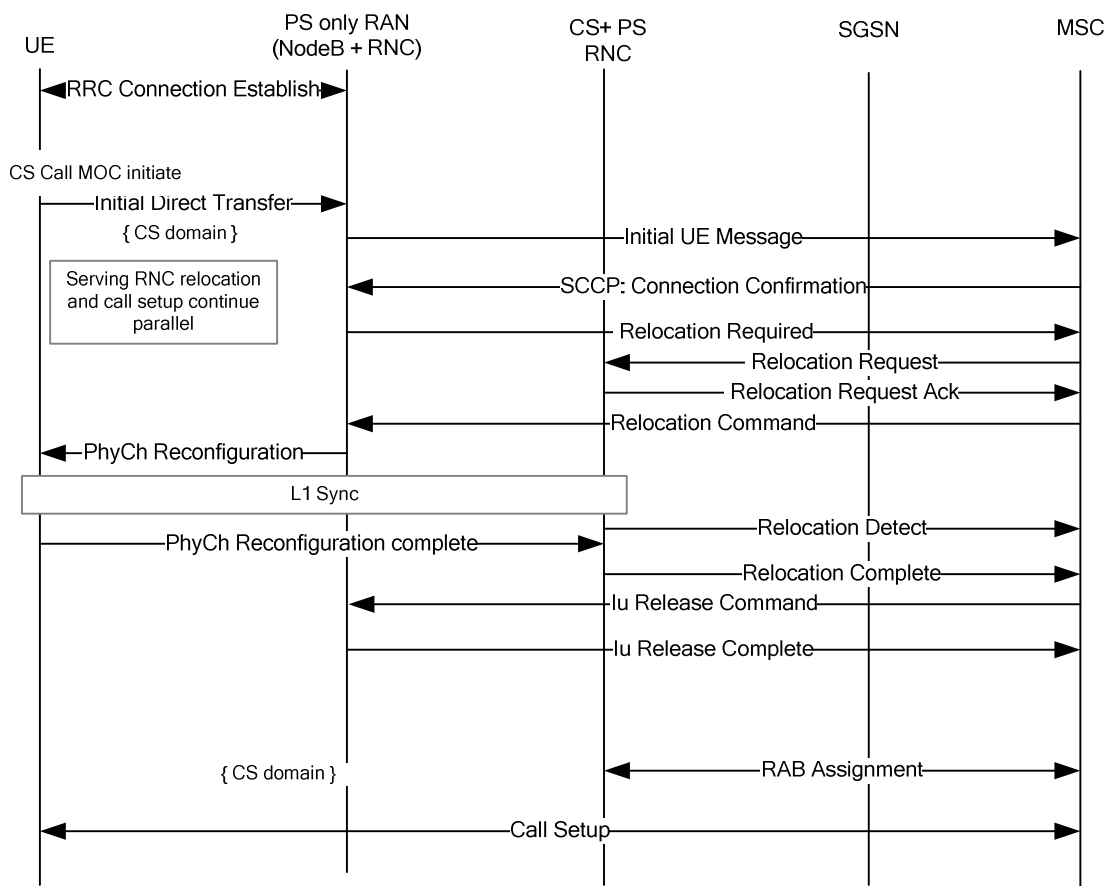 UE
PS only RAN
(NodeB + RNC)
CS+ PS
RNC
SGSN
MSC
RRC Connection Establish
CS Call MOC initiate
Initial Direct Transfer
{ CS domain }
Initial UE Message
Serving RNC relocation
and call setup continue
parallel
SCCP: Connection Confirmation
Relocation Required
Relocation Request
Relocation Request Ack
Relocation Command
PhyCh Reconfiguration
L1 Sync
Relocation Detect
PhyCh Reconfiguration complete
Relocation Complete
Iu Release Command
Iu Release Complete
{ CS domain }
RAB Assignment
Call Setup